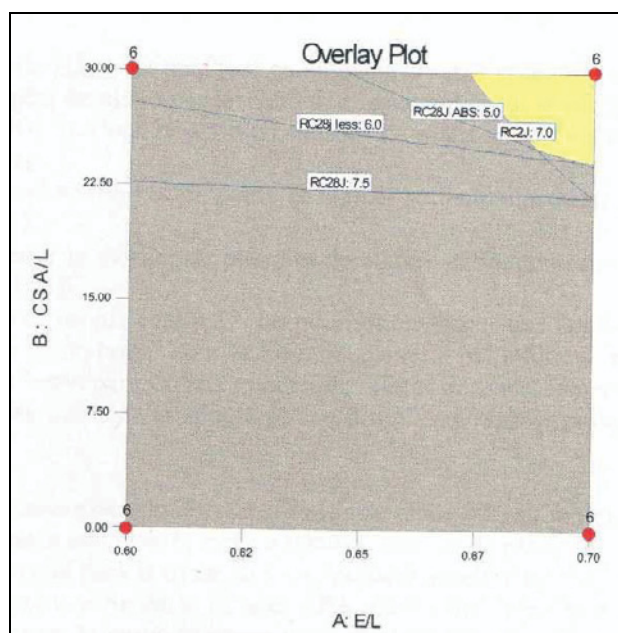 Overlay Plot
6
6
30.00
RC28J ABS: 5.0
RC28j less: 6.0
RC2J: 7.0
22.50
RC28J: 7.5
15.00
B: CS A/L
7.50
6
6
0.00
0.60
0.62
0.65
0.67
0.70
A: E/L